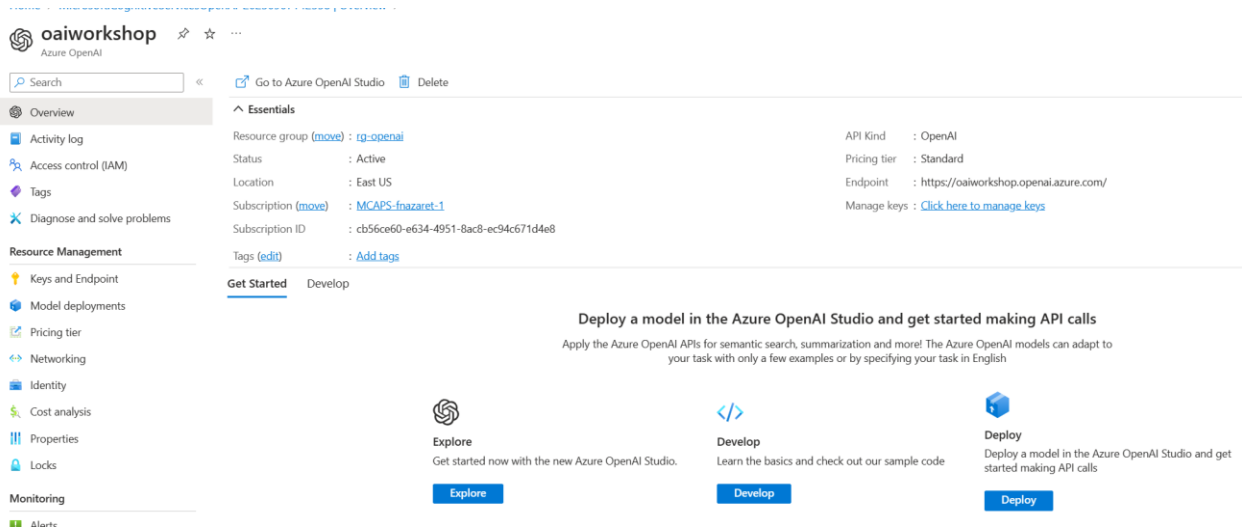 oaiworkshop
Azure OpenAI
Search
Overview
Activity log
Access control (IAM)
Tags
Diagnose and solve problems
Resource Management
Keys and Endpoint
Model deployments
Pricing tier
Networking
Identity
Cost analysis
Properties
Locks
Monitoring
Alerts
Go to Azure OpenAI Studio Delete
Essentials
Resource group (move) : rg-openai
Status : Active
Location : East US
Subscription (move) : MCAPS-fnazaret-1
Subscription ID : cb56ce60-e634-4951-8ac8-ec94c671d4e8
Tags (edit) : Add tags
API Kind : OpenAI
Pricing tier : Standard
Endpoint : https://oaiworkshop.openai.azure.com/
Manage keys : Click here to manage keys
Get Started Develop
Deploy a model in the Azure OpenAI Studio and get started making API calls
Apply the Azure OpenAI APIs for semantic search, summarization and more! The Azure OpenAI models can adapt to
your task with only a few examples or by specifying your task in English
Explore
Get started now with the new Azure OpenAI Studio.
Explore
Develop
Learn the basics and check out our sample code
Develop
Deploy
Deploy a model in the Azure OpenAI Studio and get
started making API calls
Deploy